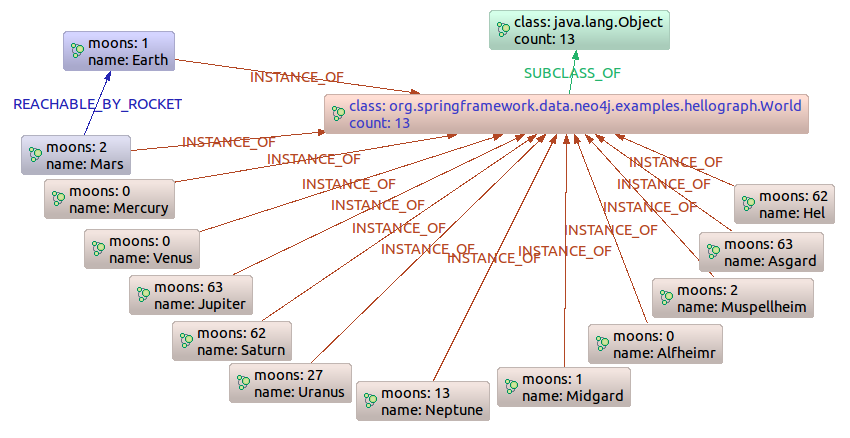 class: java.lang.Object
count: 13
moons: 1
name: Earth
INSTANCE_OF
SUBCLASS_OF
REACHABLE_BY_ROCKET
class: org.springframework.data.neo4j.examples.hellograph.World
count: 13
moons: 2
name: Mars
INSTANCE_OF
INSTANCE_OF
INSTANCE_OF
moons: 0
name: Mercury
INSTANCE_OF
INSTANCE_OF
moons: 62
name: Hel
INSTANCE_OF
INSTANCE_OF
INSTANCE_OF
INSTANCE_OF
moons: 0
name: Venus
INSTANCE_OF
INSTANCE_OF
INSTANCE_OF
moons: 63
name: Asgard
moons: 63
name: Jupiter
moons: 2
name: Muspellheim
moons: 62
name: Saturn
moons: 0
name: Alfheimr
moons: 27
name: Uranus
moons: 13
name: Neptune
moons: 1
name: Midgard